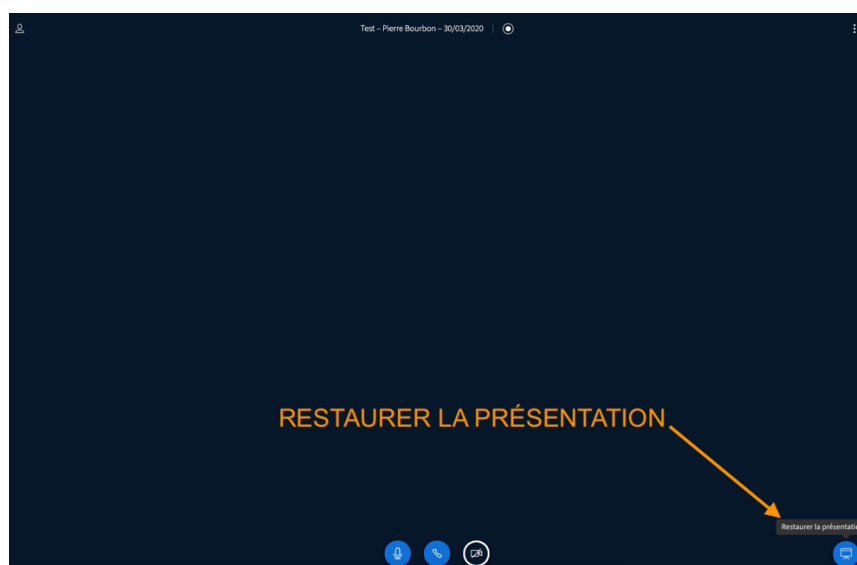 Test – Pierre Bourbon – 30/03/2020
RESTAURER LA PRÉSENTATION
Restaurer la présentatio